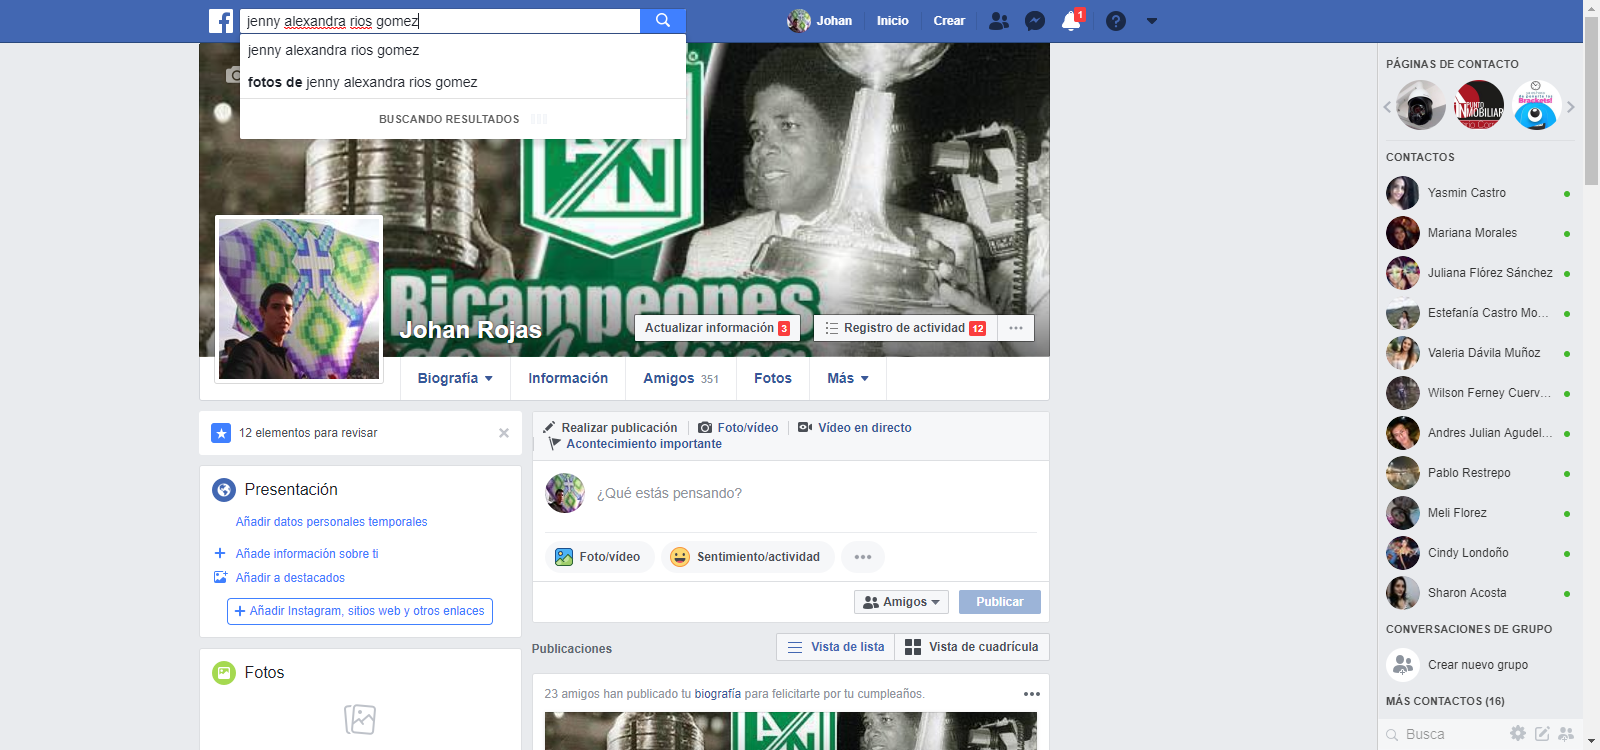 jenny alexandra rios gomez
Johan
Inicio
Crear
1
jenny alexandra rios gomez
fotos de jenny alexandra rios gomez
BUSCANDO RESULTADOS
Bicampeones
Johan Rojas
Actualizar información 3
Registro de actividad 12
Biografía
Información
Amigos 351
Fotos
Más
12 elementos para revisar
Presentación
Añadir datos personales temporales
Añade información sobre ti
Añadir a destacados
Añadir Instagram, sitios web y otros enlaces
Fotos
Realizar publicación
Foto/vídeo
Vídeo en directo
Acontecimiento importante
¿Qué estás pensando?
Foto/vídeo
Sentimiento/actividad
Amigos
Publicar
Publicaciones
Vista de lista
Vista de cuadrícula
23 amigos han publicado tu biografía para felicitarte por tu cumpleaños.
PÁGINAS DE CONTACTO
PUNTO
INMOBILIAR
Brackets!
CONTACTOS
Yasmin Castro
Mariana Morales
Juliana Flórez Sánchez
Estefanía Castro Mo...
Valeria Dávila Muñoz
Wilson Ferney Cuerv...
Andres Julian Agudel...
Pablo Restrepo
Meli Florez
Cindy Londoño
Sharon Acosta
CONVERSACIONES DE GRUPO
Crear nuevo grupo
MÁS CONTACTOS (16)
Busca